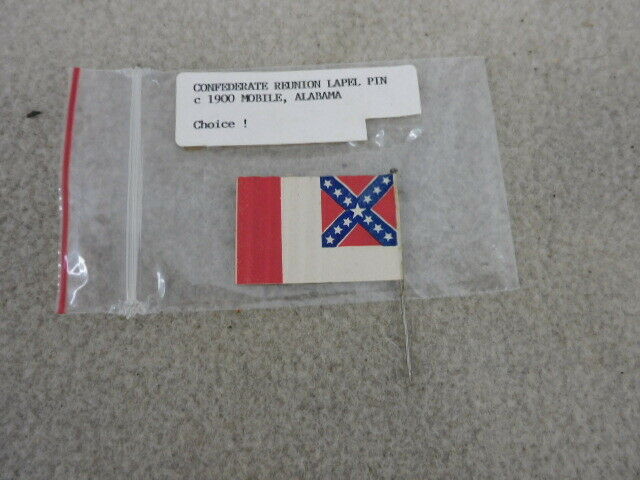 CONFEDERATE REUNION LAPEL PIN
c 1900 MOBILE, ALABAMA
Choice !